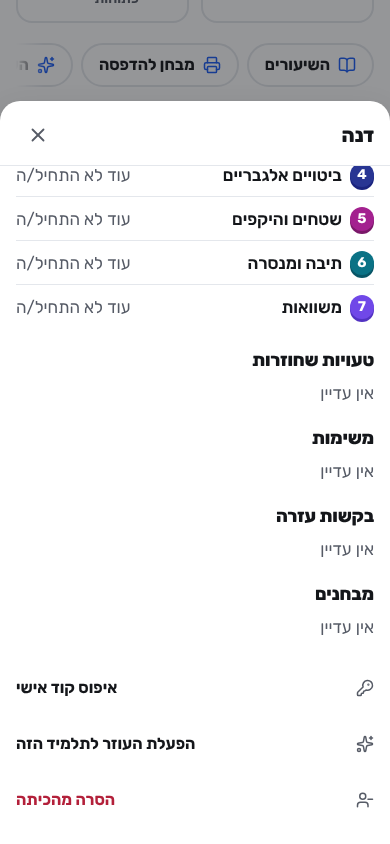 השיעורים
מבחן להדפסה
דנה
4 ביטויים אלגבריים עוד לא התחיל/ה
5 שטחים והיקפים עוד לא התחיל/ה
6 תיבה ומנסרה עוד לא התחיל/ה
7 משוואות עוד לא התחיל/ה
טעויות שחוזרות
אין עדיין
משימות
אין עדיין
בקשות עזרה
אין עדיין
מבחנים
אין עדיין
איפוס קוד אישי
הפעלת העוזר לתלמיד הזה
הסרה מהכיתה